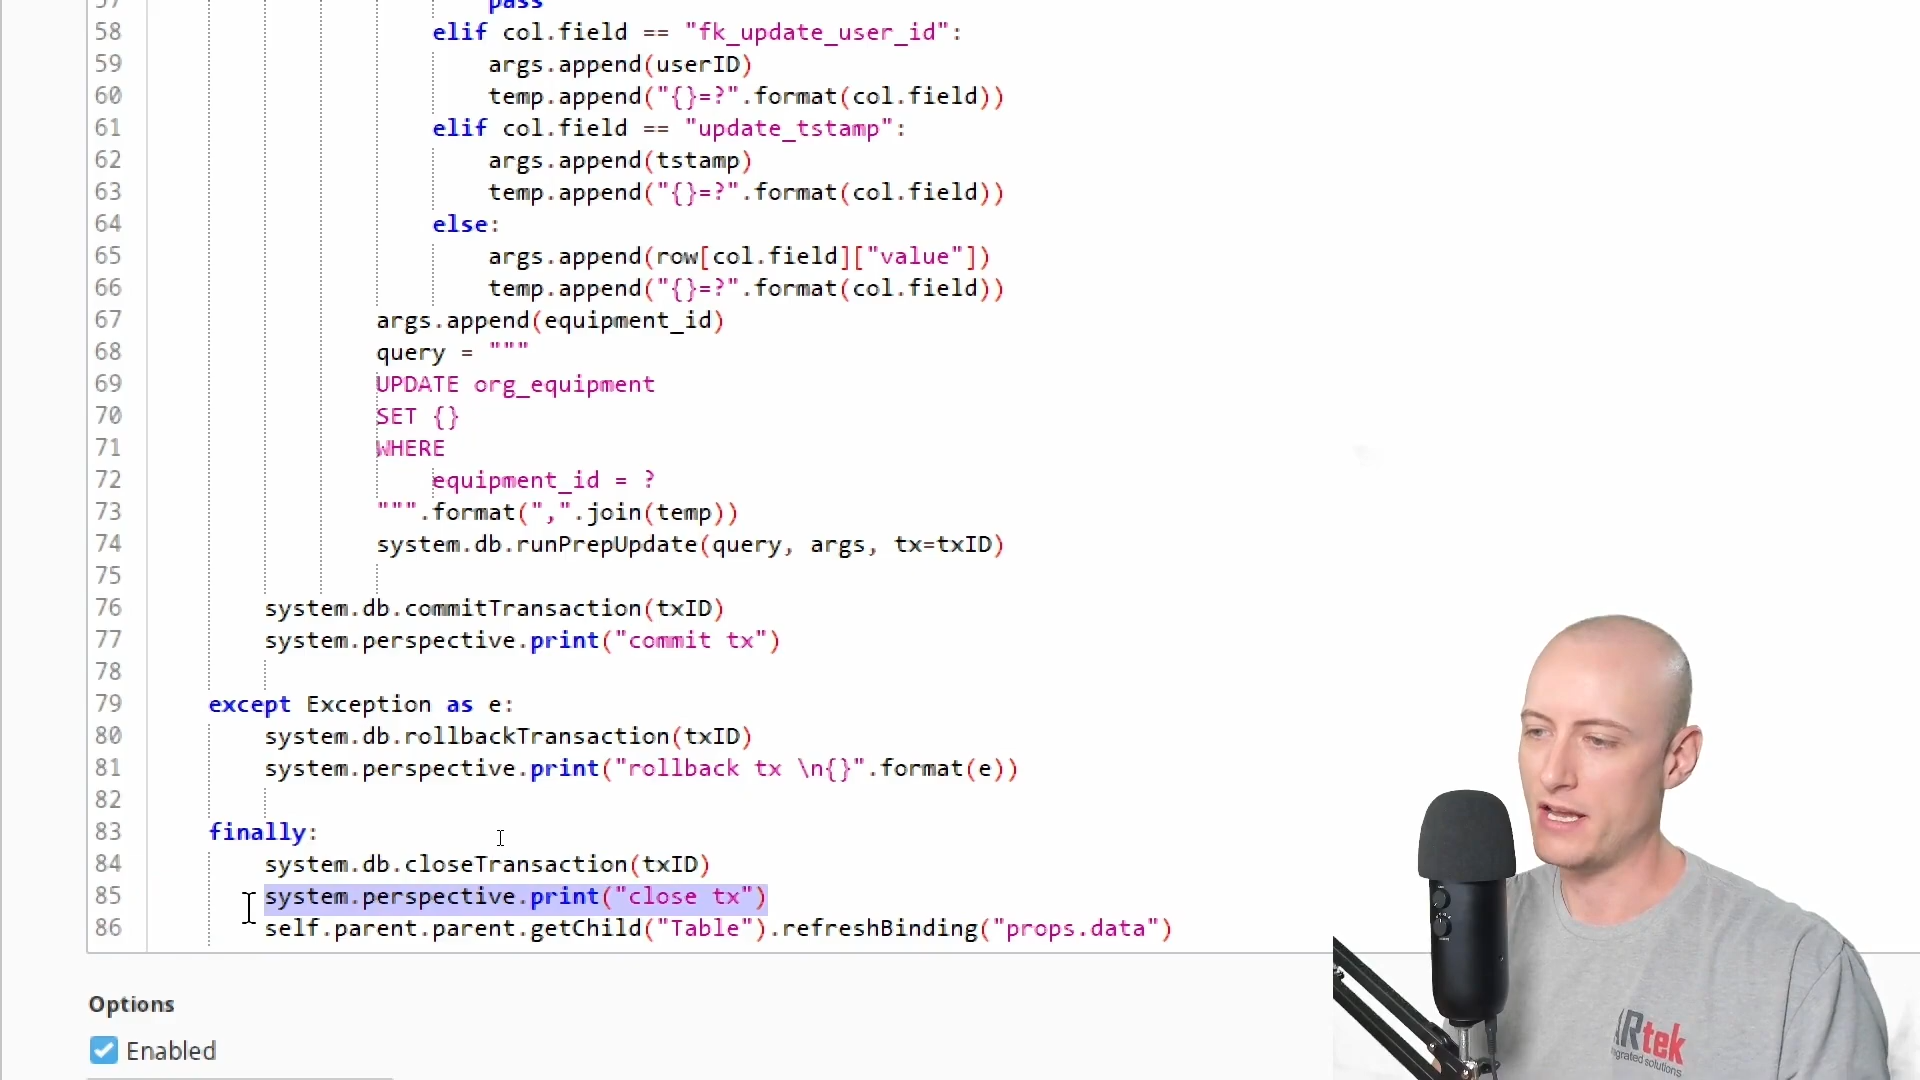 57 pass
58 elif col.field == "fk_update_user_id":
59 args.append(userID)
60 temp.append("{}=?".format(col.field))
61 elif col.field == "update_tstamp":
62 args.append(tstamp)
63 temp.append("{}=?".format(col.field))
64 else:
65 args.append(row[col.field]["value"])
66 temp.append("{}=?".format(col.field))
67 args.append(equipment_id)
68 query = """
69 UPDATE org_equipment
70 SET {}
71 WHERE
72 equipment_id = ?
73 """.format(",".join(temp))
74 system.db.runPrepUpdate(query, args, tx=txID)
75
76 system.db.commitTransaction(txID)
77 system.perspective.print("commit tx")
78
79 except Exception as e:
80 system.db.rollbackTransaction(txID)
81 system.perspective.print("rollback tx \n{}".format(e))
82
83 finally:
84 system.db.closeTransaction(txID)
85 system.perspective.print("close tx")
86 self.parent.parent.getChild("Table").refreshBinding("props.data")
Options
Enabled
Rtek
solutions